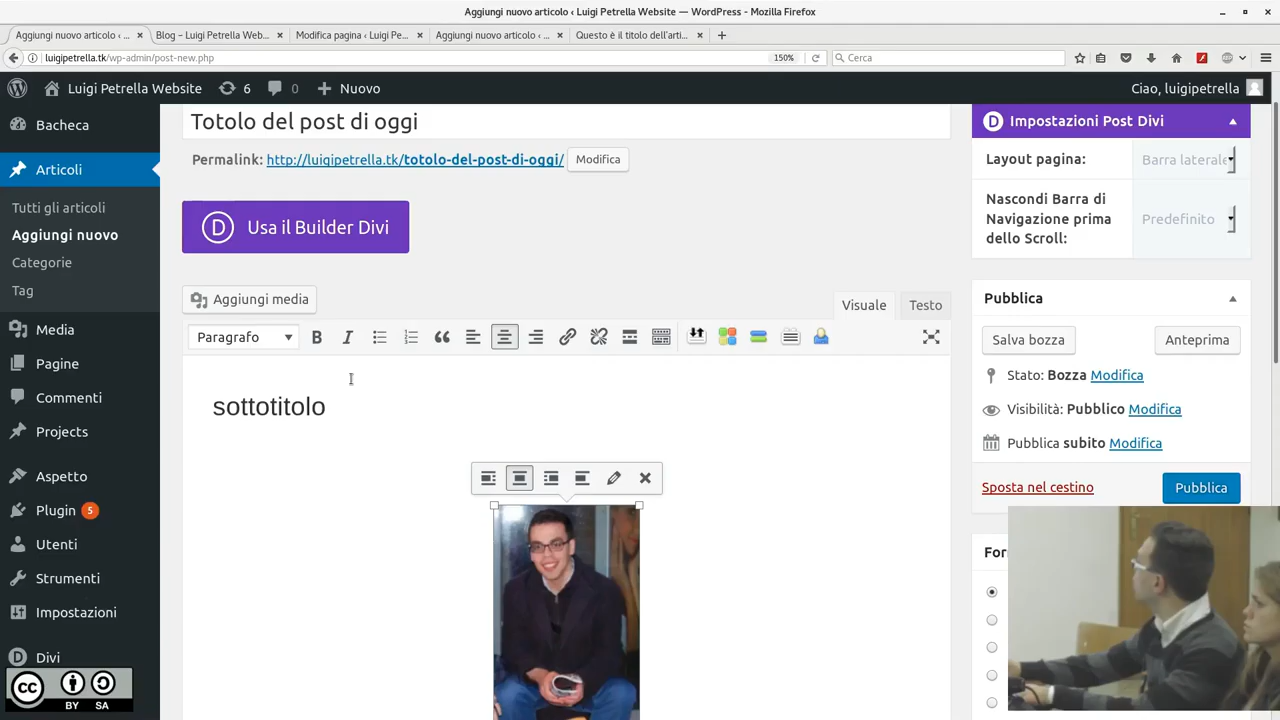 Aggiungi nuovo articolo ‹ Luigi Petrella Website — WordPress - Mozilla Firefox
Aggiungi nuovo articolo ‹ ...
Blog – Luigi Petrella Web...
Modifica pagina ‹ Luigi Pe...
Aggiungi nuovo articolo ‹ ...
Questo è il titolo dell'arti...
luigipetrella.tk/wp-admin/post-new.php
150%
Cerca
Luigi Petrella Website
6
0
Nuovo
Ciao, luigipetrella
Bacheca
Articoli
Tutti gli articoli
Aggiungi nuovo
Categorie
Tag
Media
Pagine
Commenti
Projects
Aspetto
Plugin 5
Utenti
Strumenti
Impostazioni
Divi
Totolo del post di oggi
Permalink: http://luigipetrella.tk/totolo-del-post-di-oggi/ Modifica
D Usa il Builder Divi
Aggiungi media
Visuale Testo
Paragrafo
sottotitolo
D Impostazioni Post Divi
Layout pagina: Barra laterale
Nascondi Barra di
Navigazione prima Predefinito
dello Scroll:
Pubblica
Salva bozza Anteprima
Stato: Bozza Modifica
Visibilità: Pubblico Modifica
Pubblica subito Modifica
Sposta nel cestino Pubblica
For
cc
BY SA